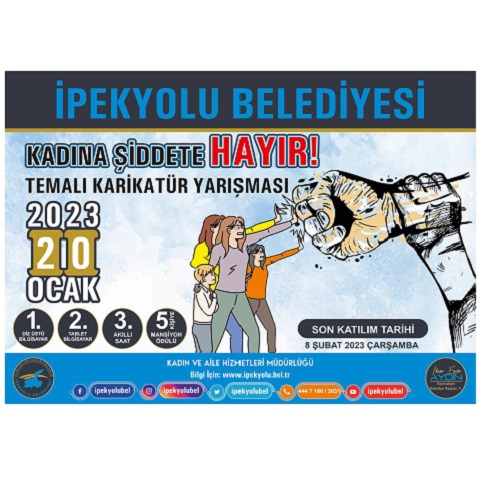 İPEKYOLU BELEDİYESİ
KADINA ŞİDDETE HAYIR!
TEMALI KARİKATÜR YARIŞMASI
2023
20
OCAK
1.
DİZ ÜSTÜ
BİLGİSAYAR
2.
TABLET
BİLGİSAYAR
3.
AKILLI
SAAT
5 KİŞİYE
MANSİYON
ÖDÜLÜ
SON KATILIM TARİHİ
8 ŞUBAT 2023 ÇARŞAMBA
KADIN VE AİLE HİZMETLERİ MÜDÜRLÜĞÜ
Bilgi İçin: www.ipekyolu.bel.tr
ipekyolubel
ipekyolubel
ipekyolubel
444 7 180 / 3051
ipekyolubel
AYDIN